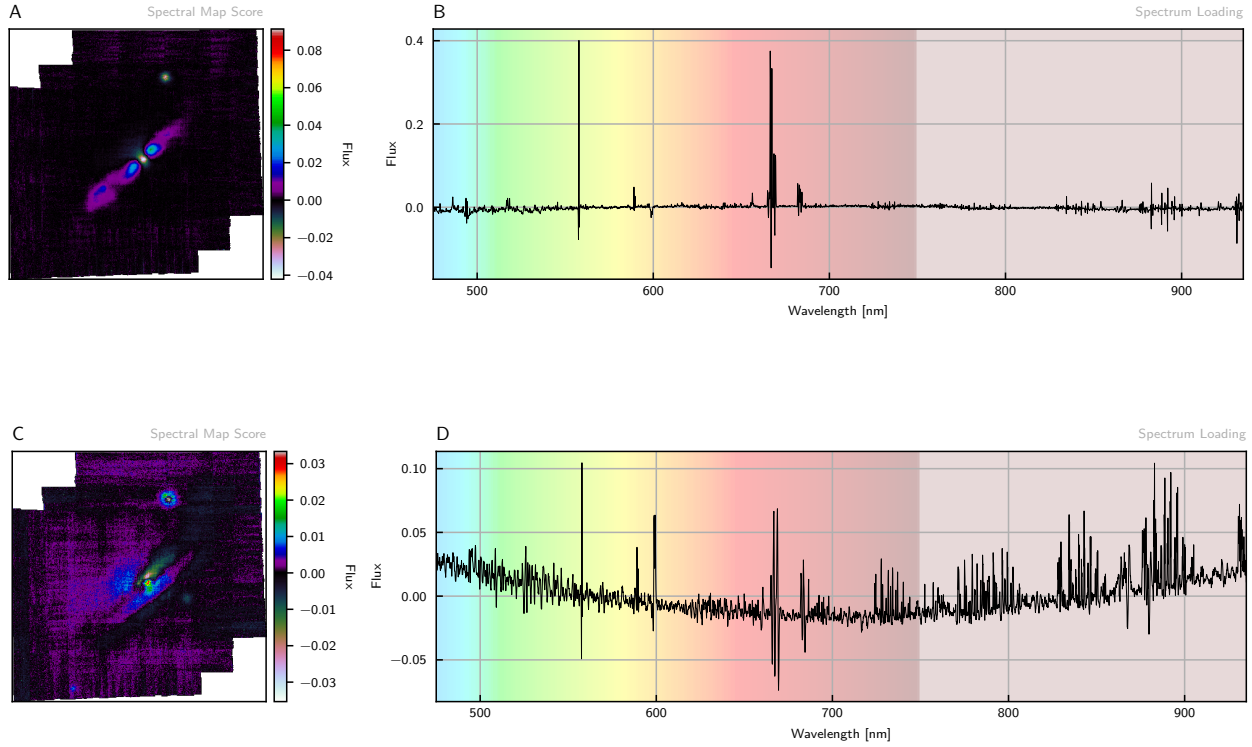 A
Spectral Map Score
0.08
0.06
0.04
0.02
0.00
−0.02
−0.04
Flux
B
Spectrum Loading
0.4
0.2
0.0
Flux
500
600
700
800
900
Wavelength [nm]
C
Spectral Map Score
0.03
0.02
0.01
0.00
−0.01
−0.02
−0.03
Flux
D
Spectrum Loading
0.10
0.05
0.00
−0.05
Flux
500
600
700
800
900
Wavelength [nm]